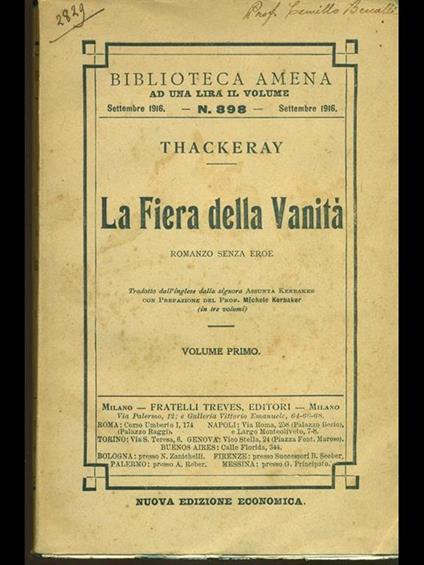 2829
Prof. Camillo
BIBLIOTECA AMENA
AD UNA LIRA IL VOLUME
Settembre 1916. — N. 898 — Settembre 1916.
THACKERAY
La Fiera della Vanità
ROMANZO SENZA EROE
Tradotto dall'inglese dalla signora ASSUNTA KERBAKER
CON PREFAZIONE DEL PROF. Michele Kerbaker
(in tre volumi)
VOLUME PRIMO.
MILANO — FRATELLI TREVES, EDITORI — MILANO
Via Palermo, 12; e Galleria Vittorio Emanuele, 64-66-68.
ROMA: Corso Umberto I, 174 NAPOLI: Via Roma, 258 (Palazzo Berio),
(Palazzo Raggi). e Largo Monteoliveto, 7-8.
TORINO: Via S. Teresa, 6. GENOVA: Vico Stella, 24 (Piazza Font. Marose).
BUENOS AIRES: Calle Florida, 344.
BOLOGNA: presso N. Zanichelli. FIRENZE: presso Successori B. Seeber.
PALERMO: presso A. Reber. MESSINA: presso G. Principato.
NUOVA EDIZIONE ECONOMICA.